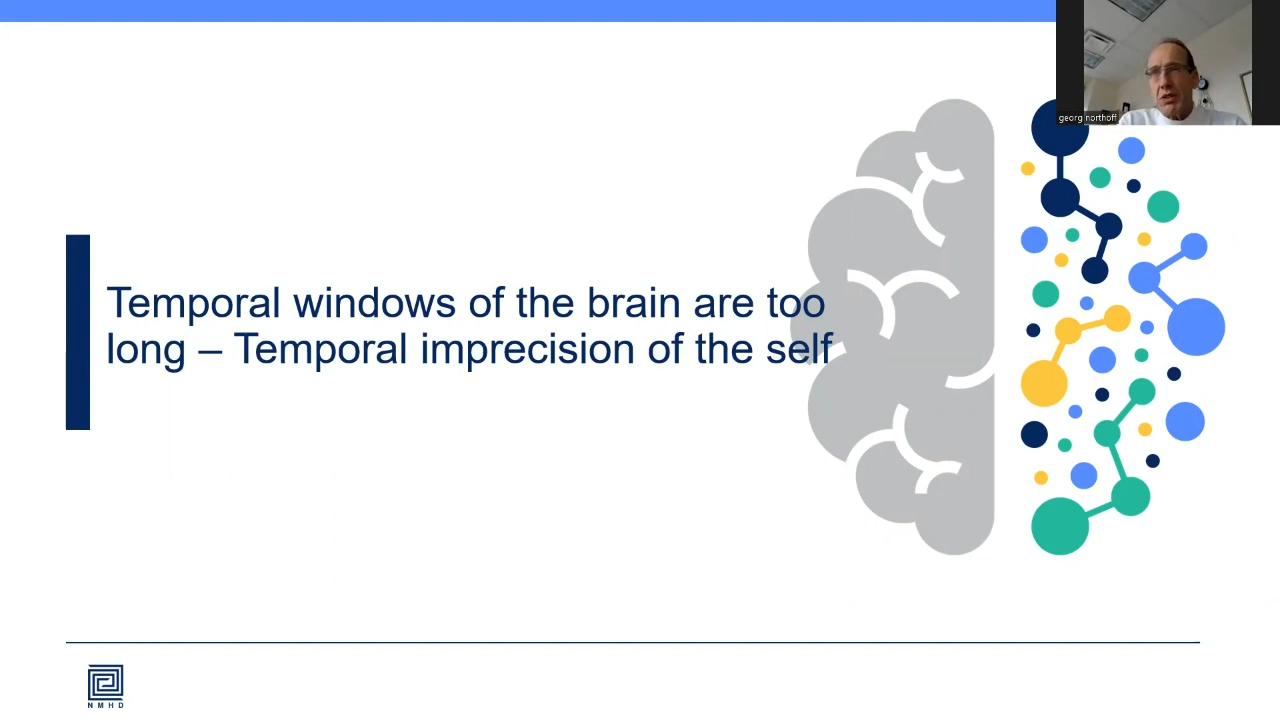 georg northoff
Temporal windows of the brain are too
long – Temporal imprecision of the self
NMHD